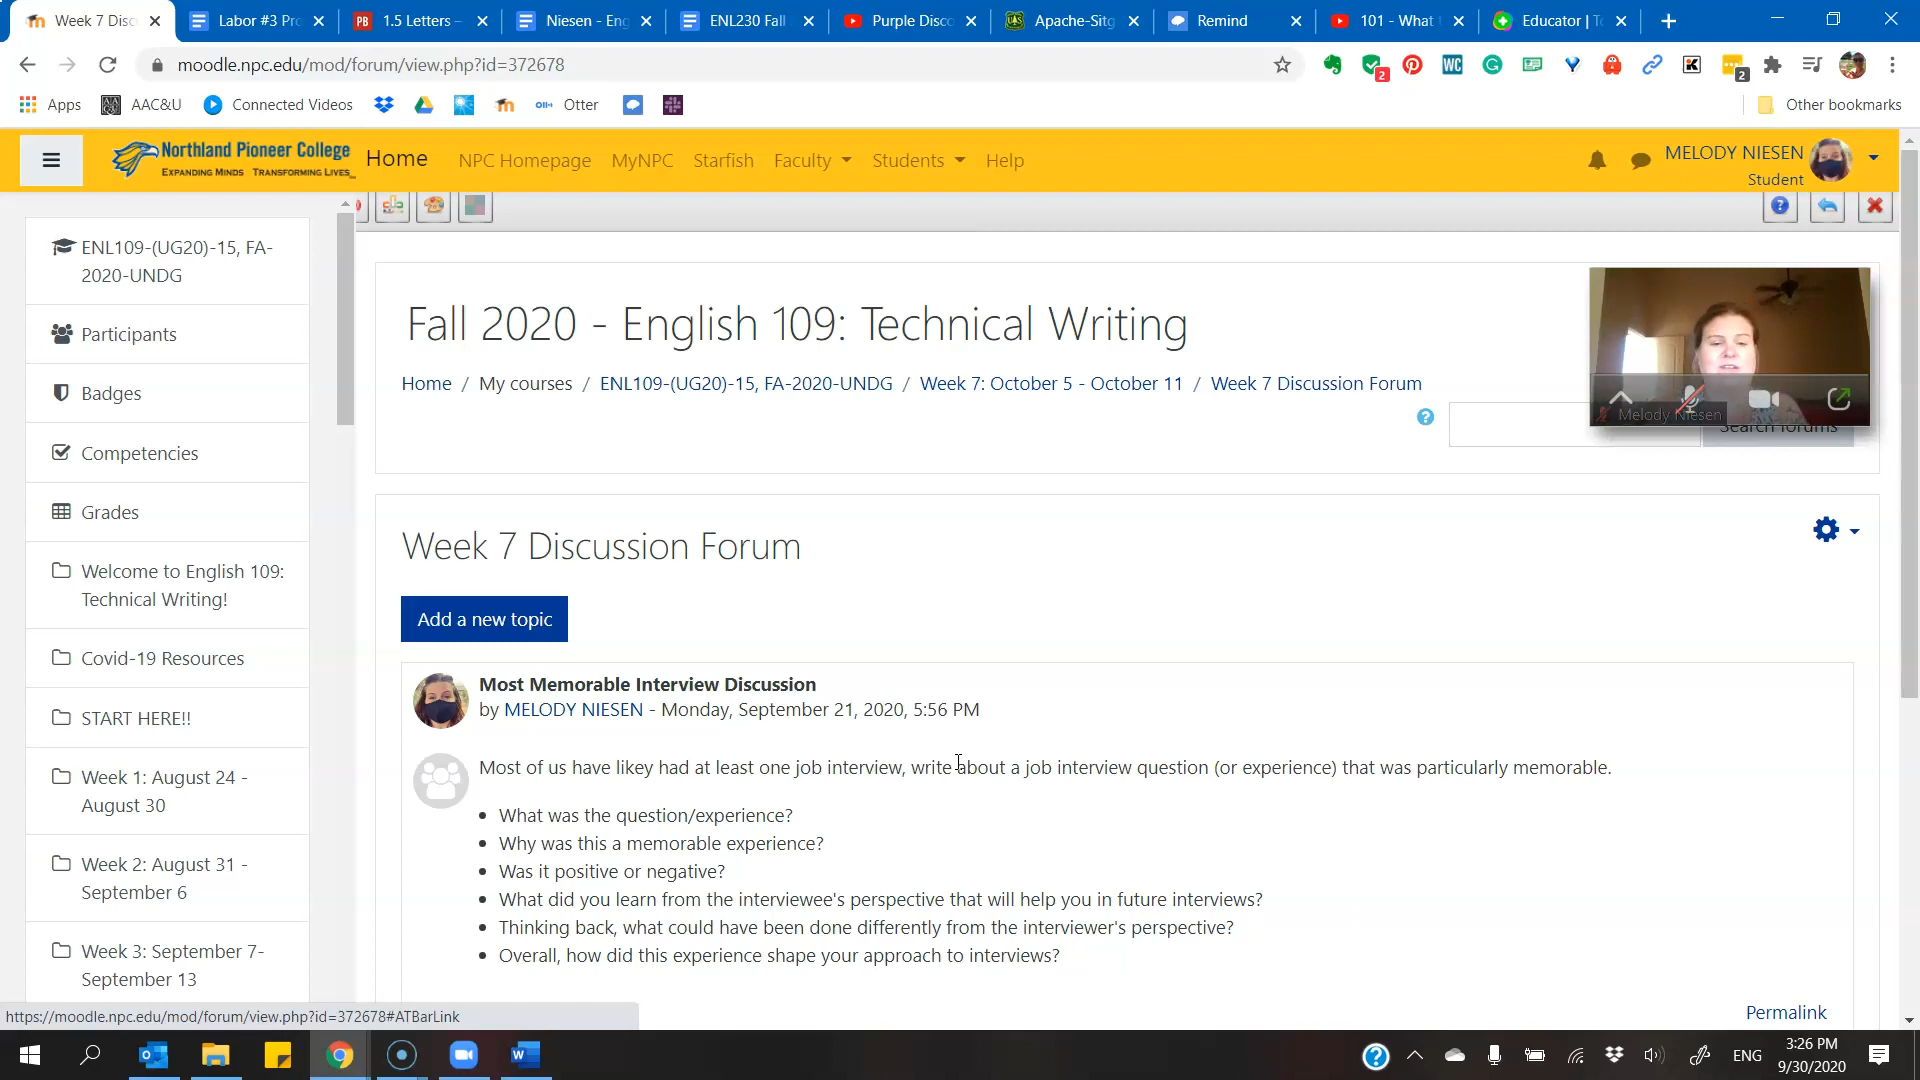 Week 7 Disc
Labor #3 Pro
1.5 Letters –
Niesen - Eng
ENL230 Fall
Purple Disco
Apache-Sitg
Remind
101 - What
Educator | T
moodle.npc.edu/mod/forum/view.php?id=372678
2
WC
2
Apps
AAC&U
Connected Videos
Otter
Other bookmarks
Northland Pioneer College
EXPANDING MINDS TRANSFORMING LIVES
Home
NPC Homepage
MyNPC
Starfish
Faculty
Students
Help
MELODY NIESEN
Student
ENL109-(UG20)-15, FA-
2020-UNDG
Participants
Badges
Competencies
Grades
Welcome to English 109:
Technical Writing!
Covid-19 Resources
START HERE!!
Week 1: August 24 -
August 30
Week 2: August 31 -
September 6
Week 3: September 7-
September 13
Fall 2020 - English 109: Technical Writing
Home / My courses / ENL109-(UG20)-15, FA-2020-UNDG / Week 7: October 5 - October 11 / Week 7 Discussion Forum
Melody Niesen
Search forums
Week 7 Discussion Forum
Add a new topic
Most Memorable Interview Discussion
by MELODY NIESEN - Monday, September 21, 2020, 5:56 PM
Most of us have likey had at least one job interview, write about a job interview question (or experience) that was particularly memorable.
• What was the question/experience?
• Why was this a memorable experience?
• Was it positive or negative?
• What did you learn from the interviewee's perspective that will help you in future interviews?
• Thinking back, what could have been done differently from the interviewer's perspective?
• Overall, how did this experience shape your approach to interviews?
Permalink
https://moodle.npc.edu/mod/forum/view.php?id=372678#ATBarLink
ENG
3:26 PM
9/30/2020